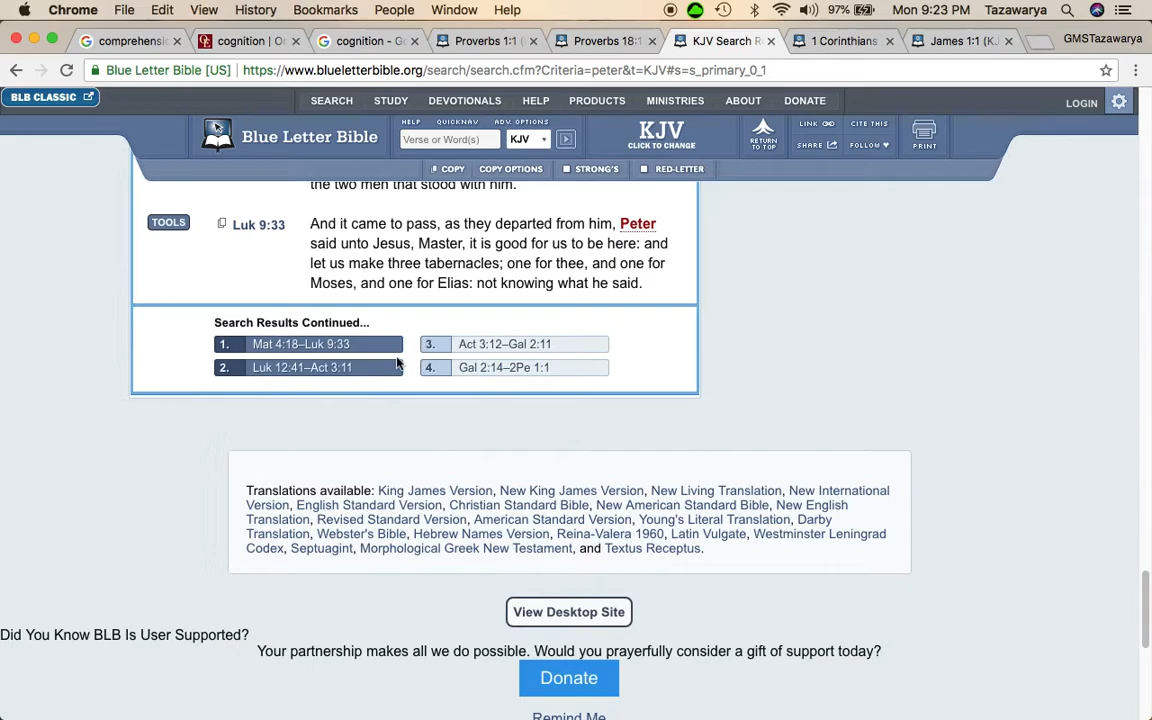 Chrome File Edit View History Bookmarks People Window Help 97% Mon 9:23 PM Tazawarya
comprehensi cognition | O cognition - Go Proverbs 1:1 ( Proverbs 18:1 KJV Search R 1 Corinthians James 1:1 (KJ GMSTazawarya
Blue Letter Bible [US] https://www.blueletterbible.org/search/search.cfm?Criteria=peter&t=KJV#s=s_primary_0_1
BLB CLASSIC SEARCH STUDY DEVOTIONALS HELP PRODUCTS MINISTRIES ABOUT DONATE LOGIN
HELP QUICKNAV ADV. OPTIONS
Blue Letter Bible Verse or Word(s) KJV
KJV
CLICK TO CHANGE
RETURN
TO TOP
LINK CITE THIS
SHARE FOLLOW
PRINT
COPY COPY OPTIONS STRONG'S RED-LETTER
the two men that stood with him.
TOOLS Luk 9:33 And it came to pass, as they departed from him, Peter
said unto Jesus, Master, it is good for us to be here: and
let us make three tabernacles; one for thee, and one for
Moses, and one for Elias: not knowing what he said.
Search Results Continued...
1. Mat 4:18–Luk 9:33 3. Act 3:12–Gal 2:11
2. Luk 12:41–Act 3:11 4. Gal 2:14–2Pe 1:1
Translations available: King James Version, New King James Version, New Living Translation, New International
Version, English Standard Version, Christian Standard Bible, New American Standard Bible, New English
Translation, Revised Standard Version, American Standard Version, Young's Literal Translation, Darby
Translation, Webster's Bible, Hebrew Names Version, Reina-Valera 1960, Latin Vulgate, Westminster Leningrad
Codex, Septuagint, Morphological Greek New Testament, and Textus Receptus.
View Desktop Site
Did You Know BLB Is User Supported?
Your partnership makes all we do possible. Would you prayerfully consider a gift of support today?
Donate
Remind Me